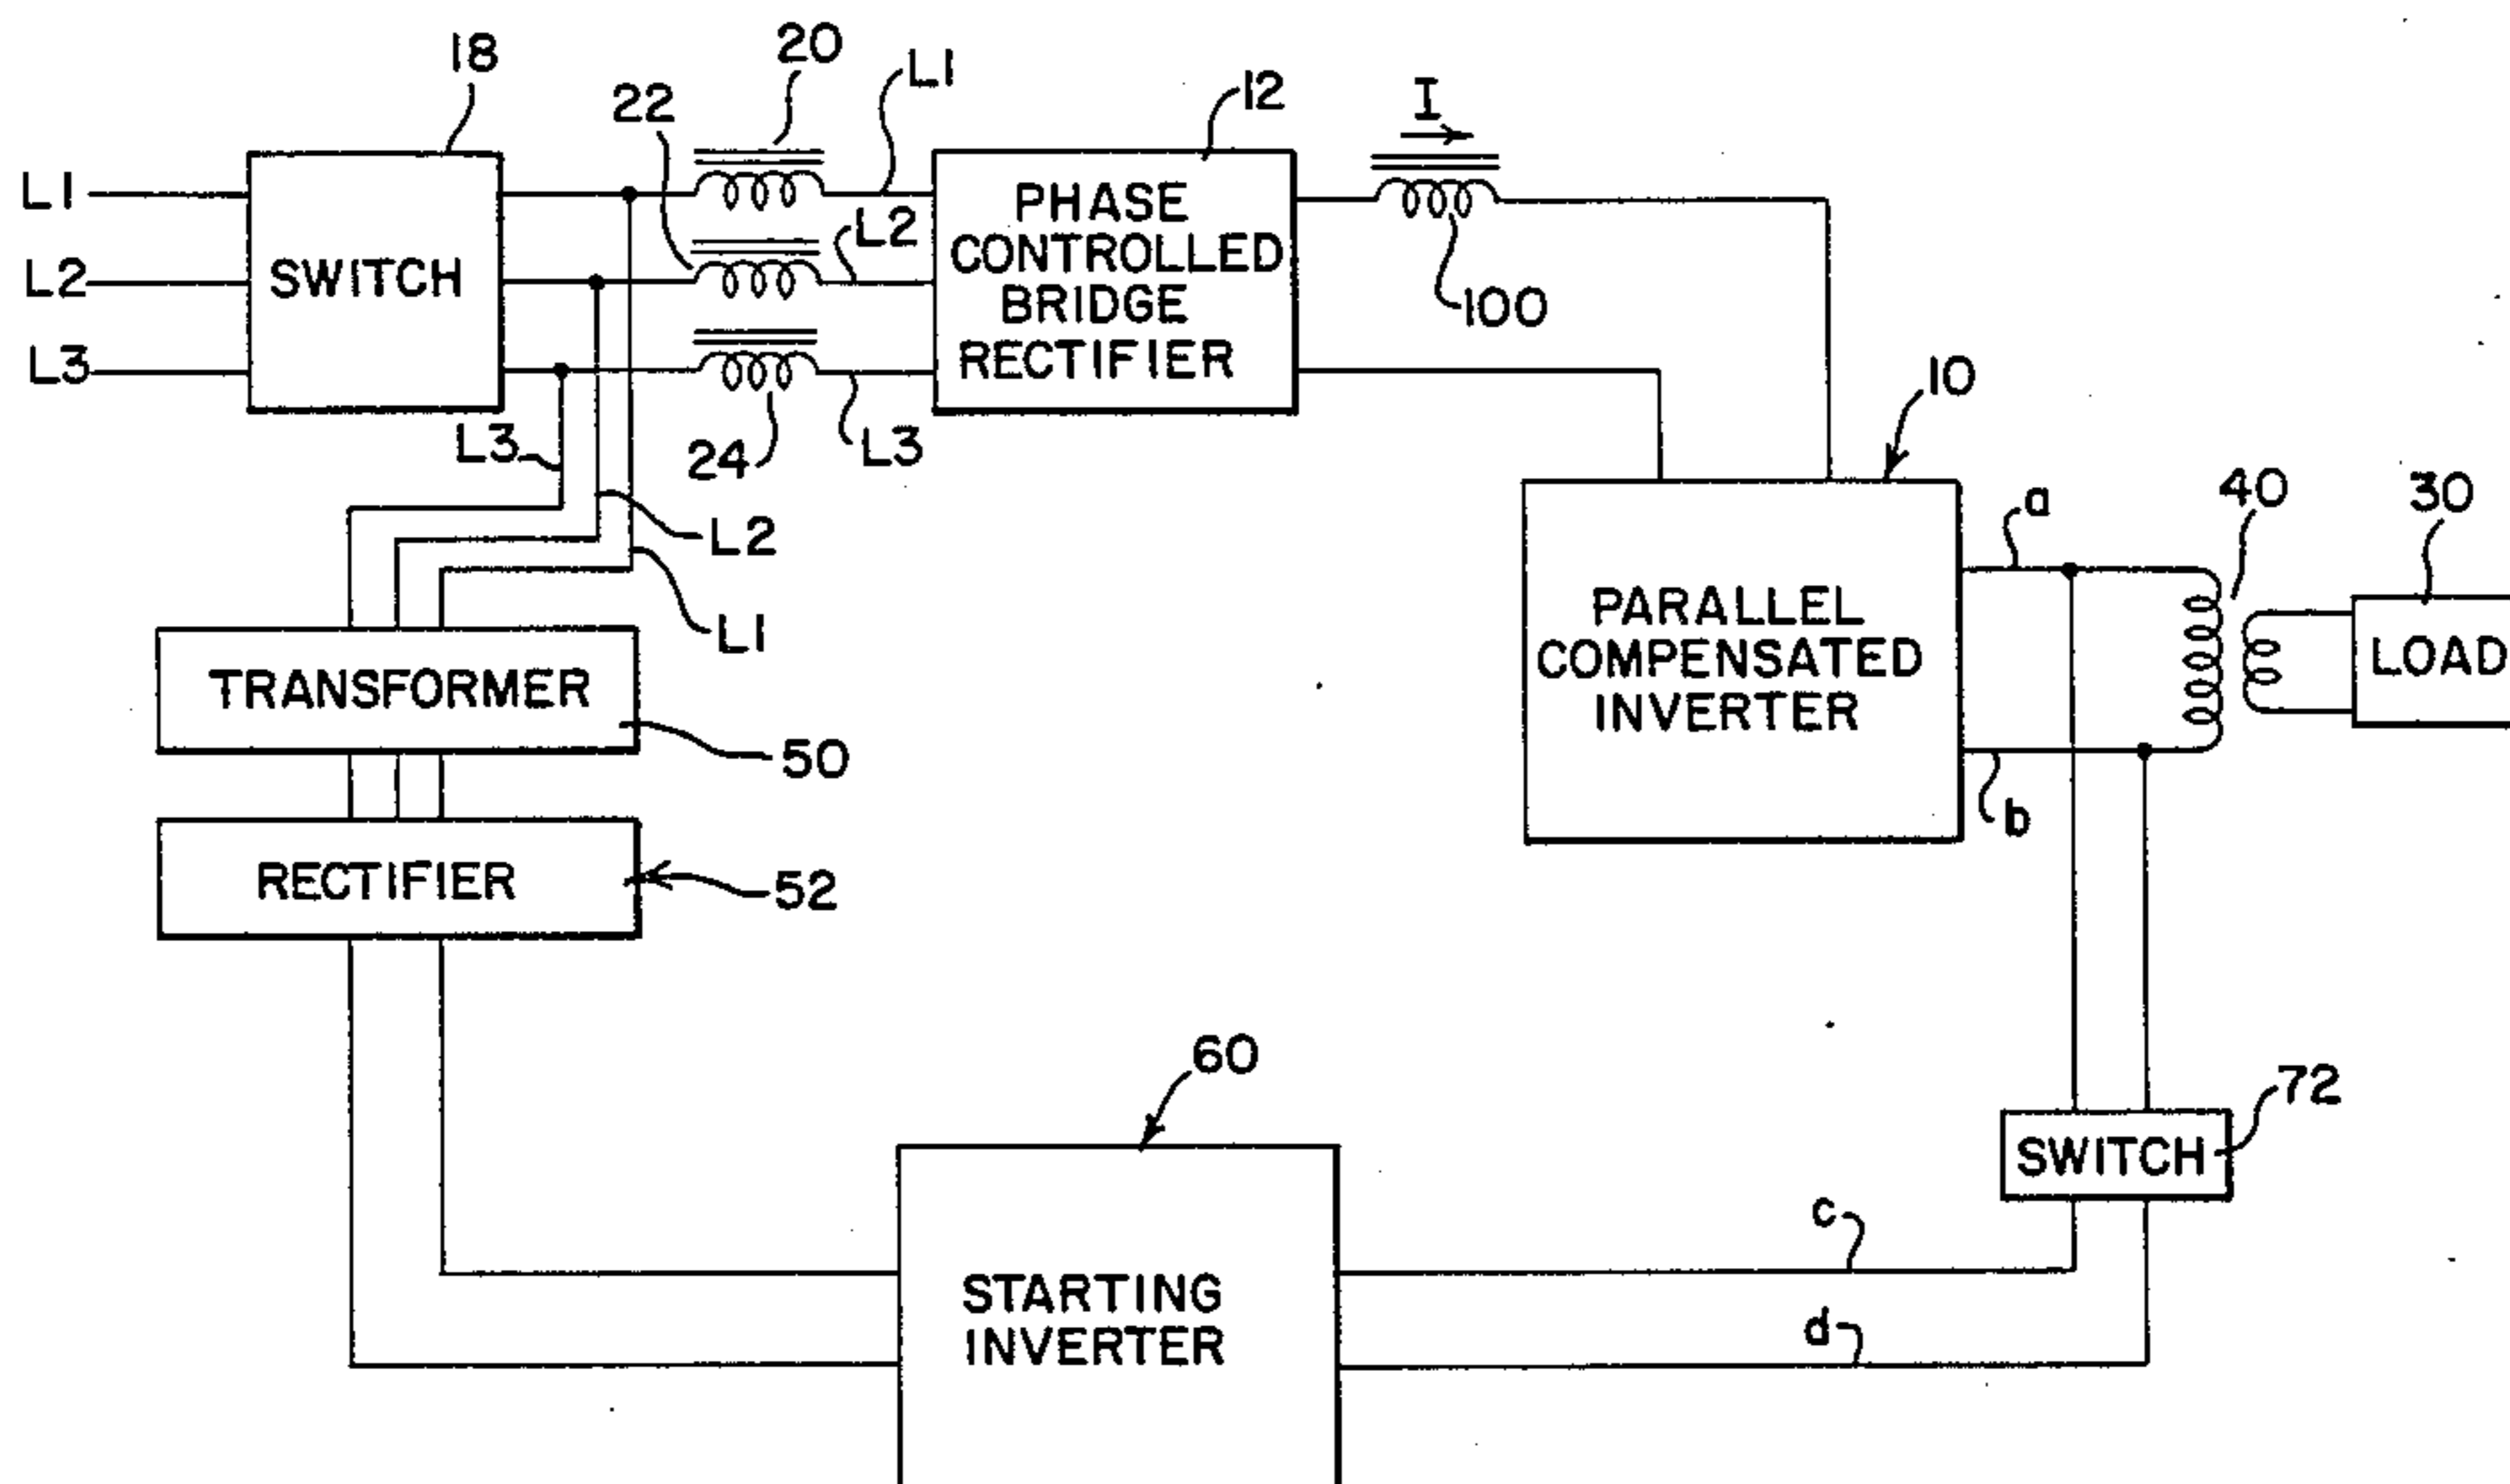 18
20
L1
22
12
I
L1
L2
L3
SWITCH
L2
PHASE
CONTROLLED
BRIDGE
RECTIFIER
100
L3
24
L3
10
L2
L1
a
40
30
PARALLEL
COMPENSATED
INVERTER
LOAD
b
TRANSFORMER
50
RECTIFIER
52
60
72
SWITCH
c
STARTING
INVERTER
d